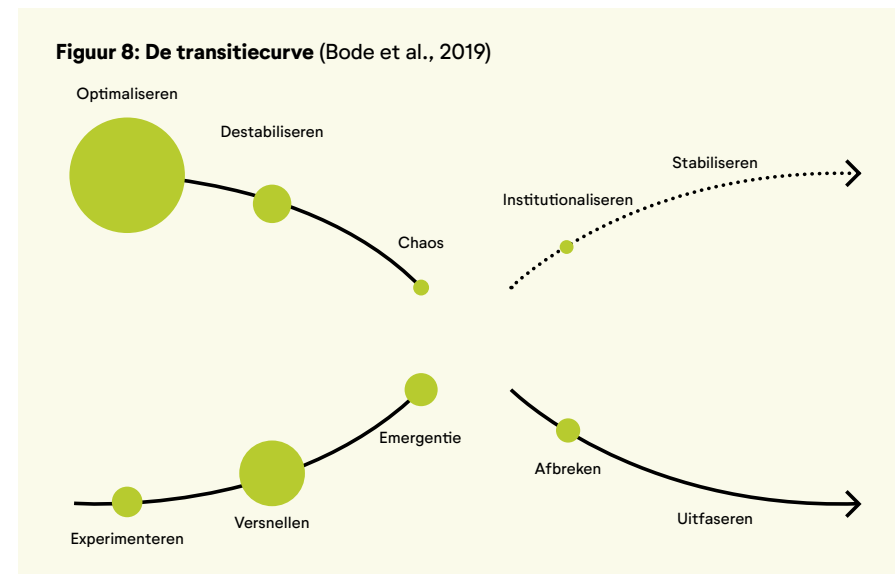 Figuur 8: De transitiecurve (Bode et al., 2019)
Optimaliseren
Destabiliseren
Chaos
Institutionaliseren
Stabiliseren
Experimenteren
Versnellen
Emergentie
Afbreken
Uitfaseren